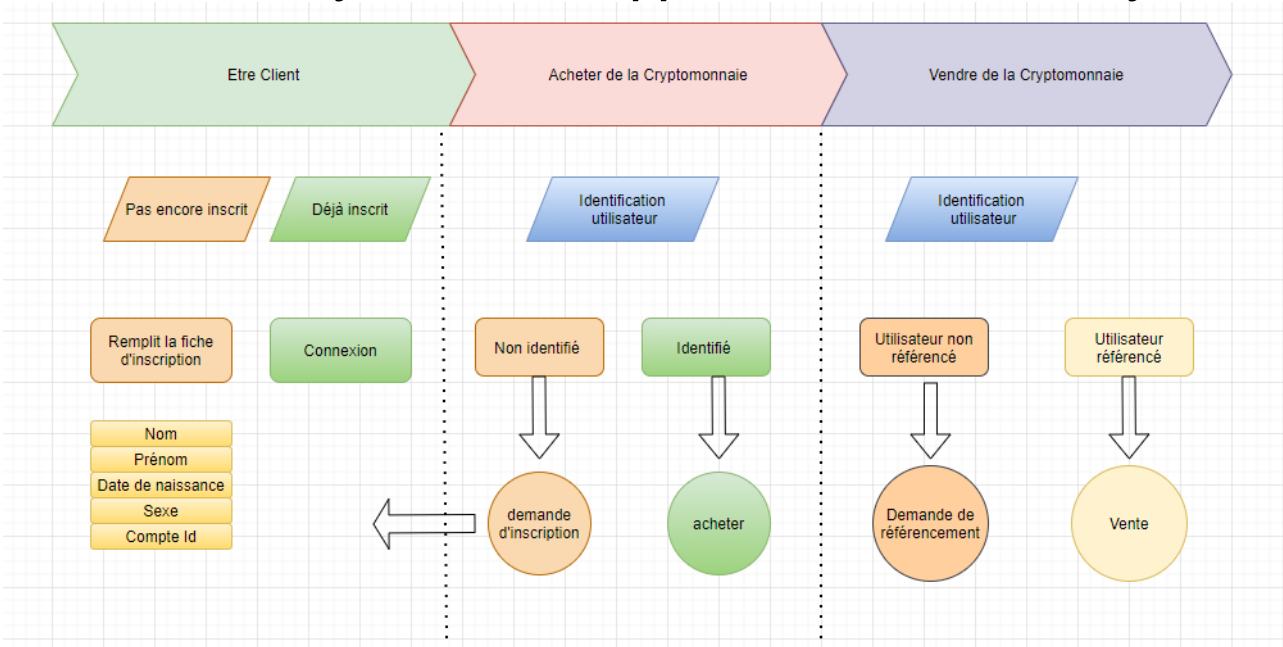 Etre Client
Acheter de la Cryptomonnaie
Vendre de la Cryptomonnaie
Pas encore inscrit
Déjà inscrit
Identification
utilisateur
Identification
utilisateur
Remplit la fiche
d'inscription
Connexion
Non identifié
Identifié
Utilisateur non
référencé
Utilisateur
référencé
Nom
Prénom
Date de naissance
Sexe
Compte Id
demande
d'inscription
acheter
Demande de
référencement
Vente